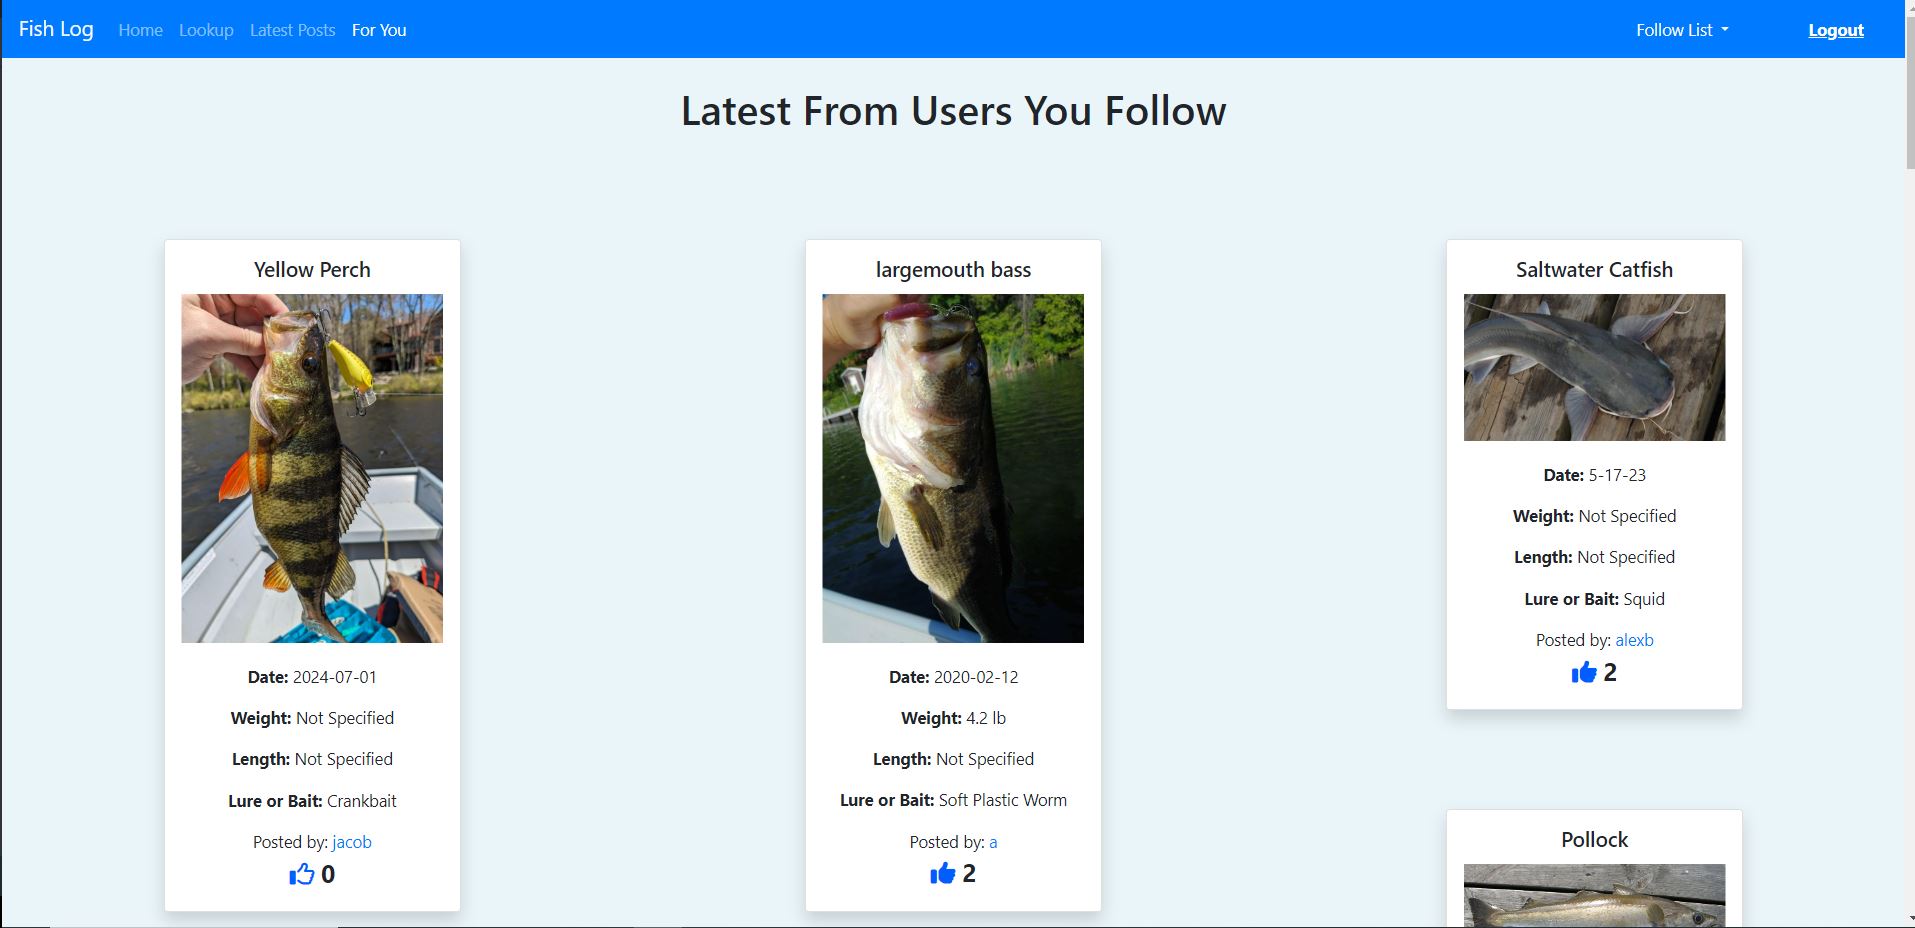 Fish Log Home Lookup Latest Posts For You Follow List Logout
Latest From Users You Follow
Yellow Perch
Date: 2024-07-01
Weight: Not Specified
Length: Not Specified
Lure or Bait: Crankbait
Posted by: jacob
0
largemouth bass
Date: 2020-02-12
Weight: 4.2 lb
Length: Not Specified
Lure or Bait: Soft Plastic Worm
Posted by: a
2
Saltwater Catfish
Date: 5-17-23
Weight: Not Specified
Length: Not Specified
Lure or Bait: Squid
Posted by: alexb
2
Pollock